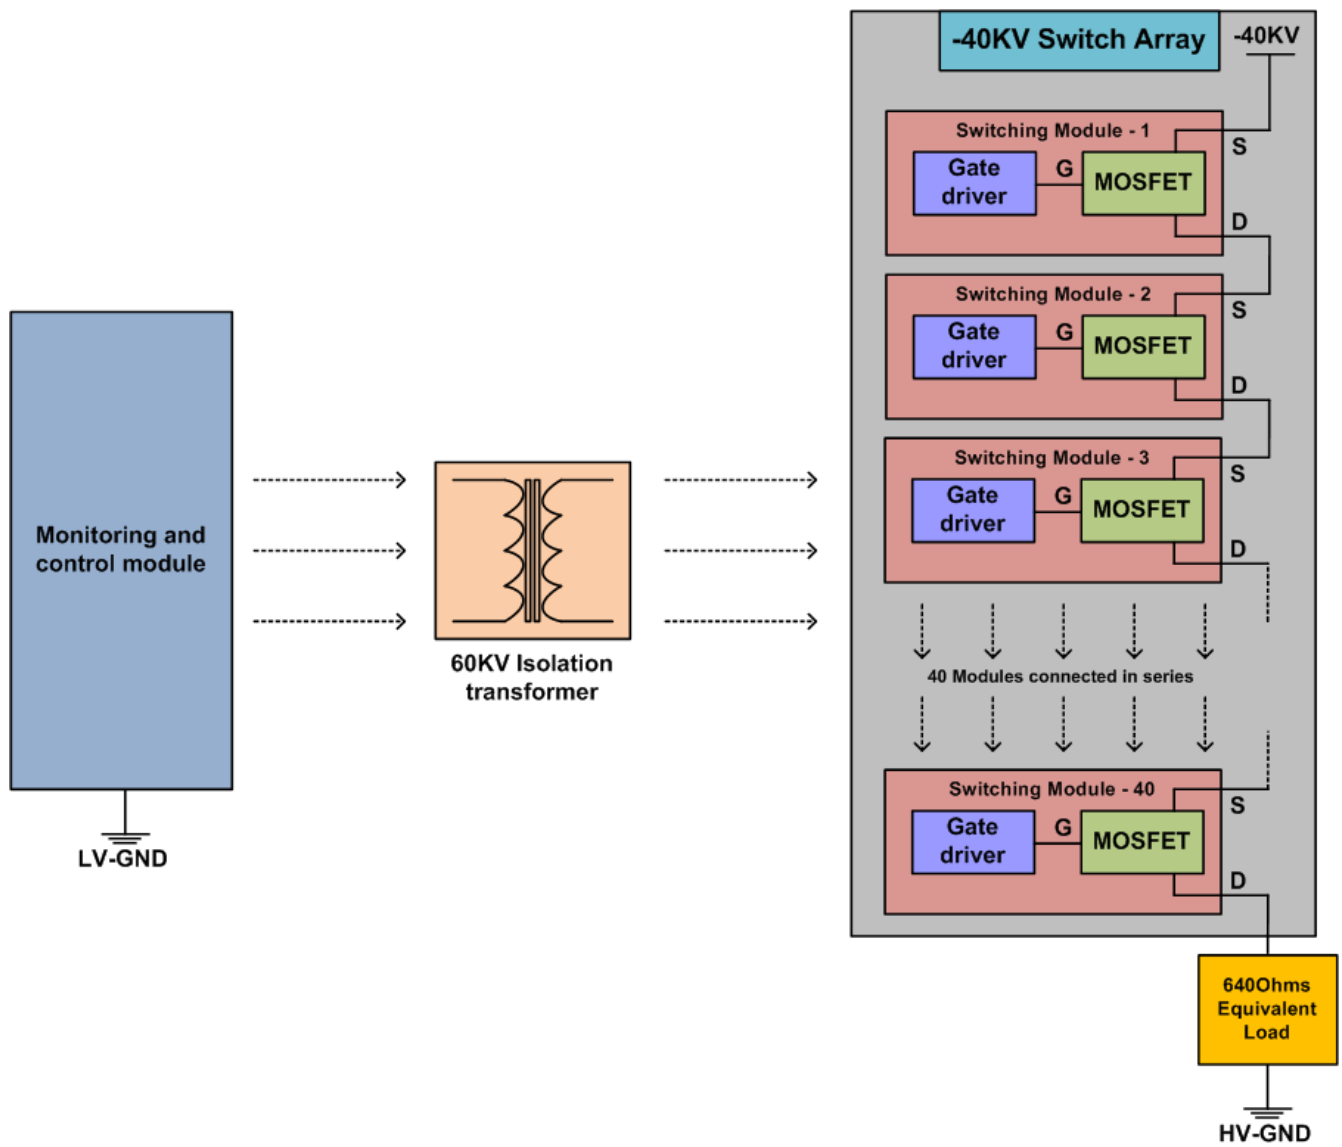 -40KV Switch Array
-40KV
Switching Module - 1
Gate
driver
G
MOSFET
S
D
Switching Module - 2
Gate
driver
G
MOSFET
S
D
Switching Module - 3
Gate
driver
G
MOSFET
S
D
Monitoring and
control module
LV-GND
60KV Isolation
transformer
40 Modules connected in series
Switching Module - 40
Gate
driver
G
MOSFET
S
D
640Ohms
Equivalent
Load
HV-GND